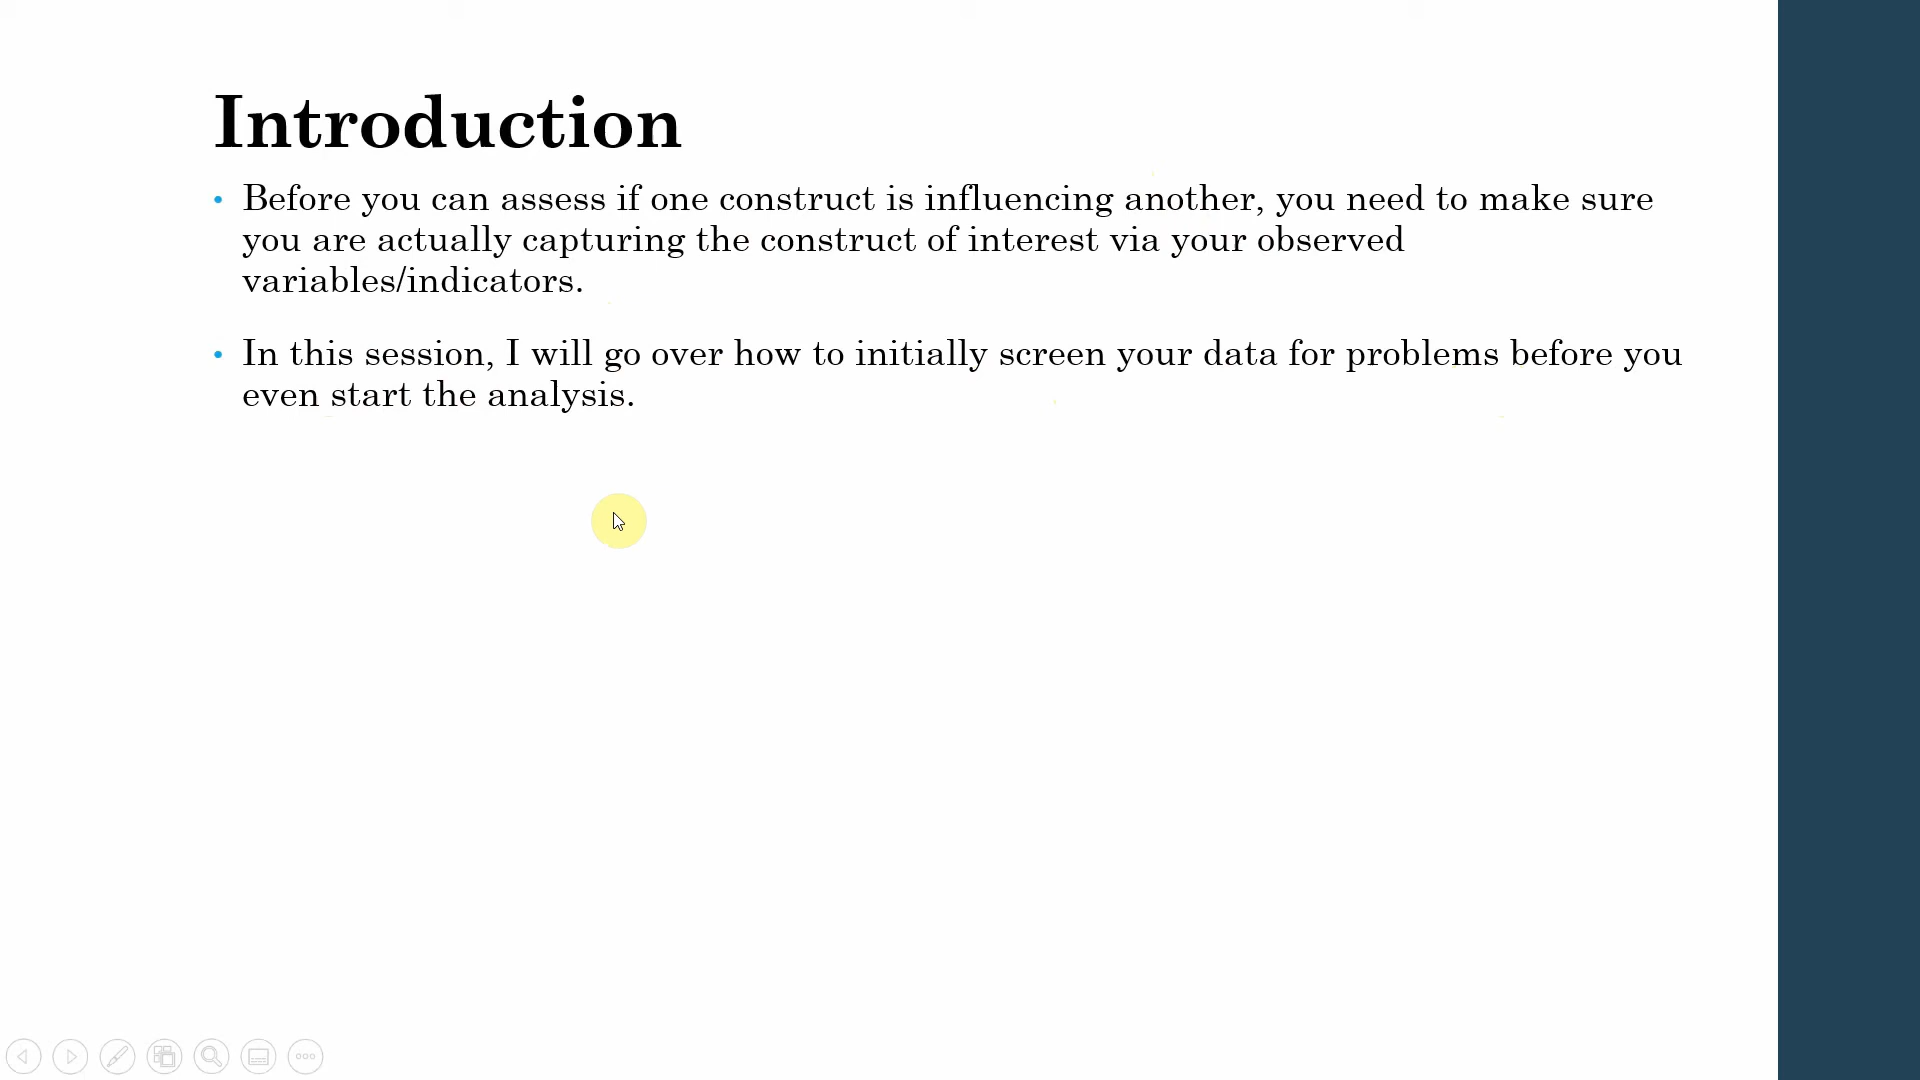 Introduction
• Before you can assess if one construct is influencing another, you need to make sure
you are actually capturing the construct of interest via your observed
variables/indicators.
• In this session, I will go over how to initially screen your data for problems before you
even start the analysis.